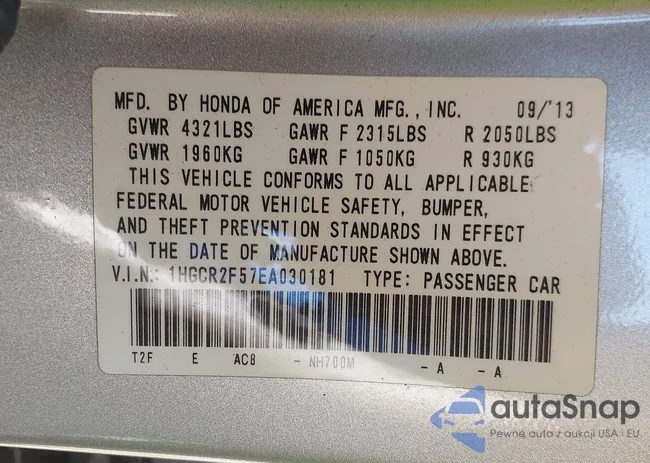 MFD. BY HONDA OF AMERICA MFG., INC. 09/'13
GVWR 4321LBS GAWR F 2315LBS R 2050LBS
GVWR 1960KG GAWR F 1050KG R 930KG
THIS VEHICLE CONFORMS TO ALL APPLICABLE
FEDERAL MOTOR VEHICLE SAFETY, BUMPER,
AND THEFT PREVENTION STANDARDS IN EFFECT
ON THE DATE OF MANUFACTURE SHOWN ABOVE.
V.I.N.: 1HGCR2F57EA030181 TYPE: PASSENGER CAR
T2F E AC8 - NH700M - A - A
autaSnap
Pewne auta z aukcji USA i EU